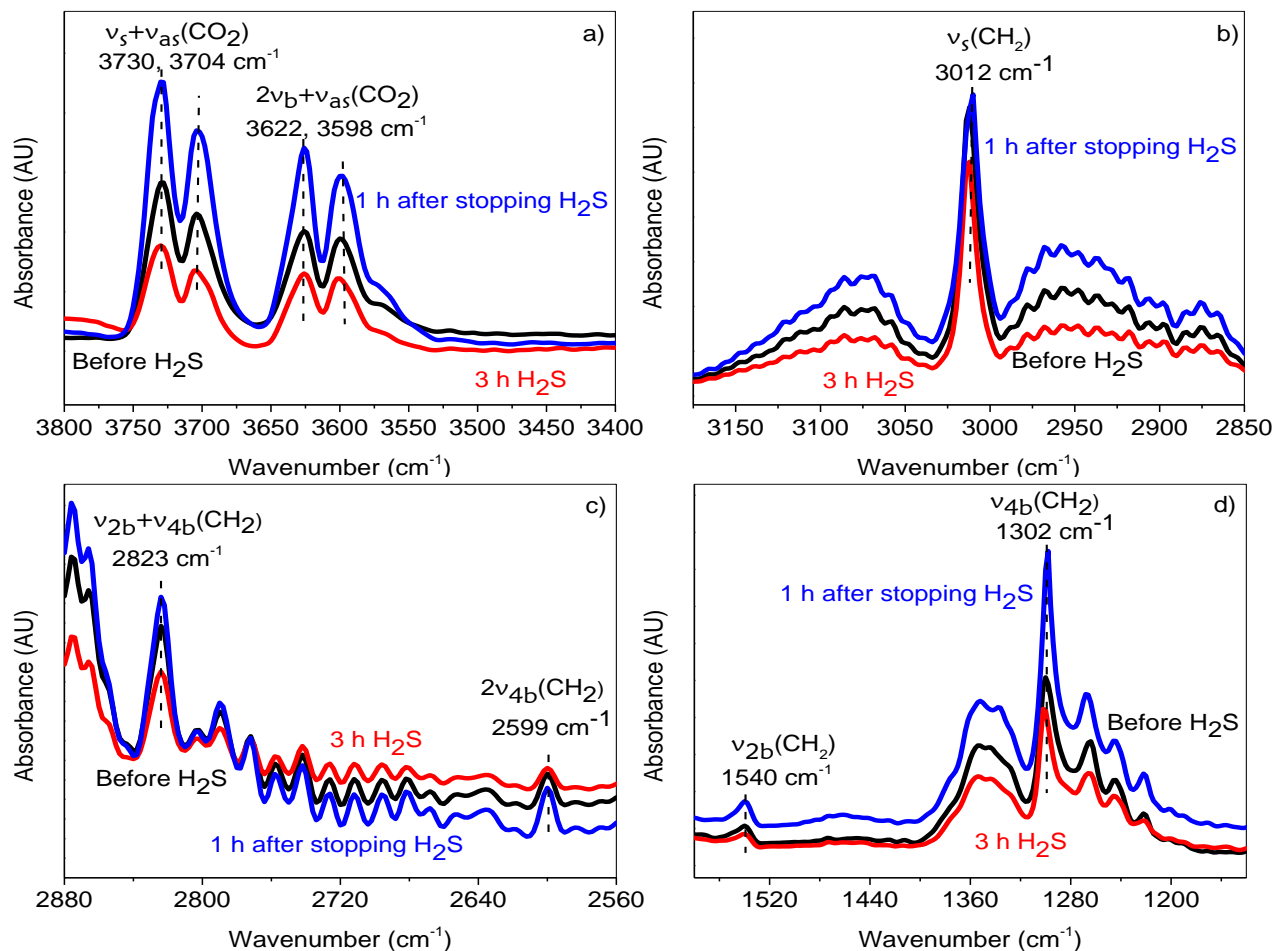 a)
νs+νas(CO2)
3730, 3704 cm-1
2νb+νas(CO2)
3622, 3598 cm-1
1 h after stopping H2S
Before H2S
3 h H2S
Absorbance (AU)
3800 3750 3700 3650 3600 3550 3500 3450 3400
Wavenumber (cm-1)
b)
νs(CH2)
3012 cm-1
1 h after stopping H2S
3 h H2S
Before H2S
Absorbance (AU)
3150 3100 3050 3000 2950 2900 2850
Wavenumber (cm-1)
c)
ν2b+ν4b(CH2)
2823 cm-1
2ν4b(CH2)
2599 cm-1
3 h H2S
Before H2S
1 h after stopping H2S
Absorbance (AU)
2880 2800 2720 2640 2560
Wavenumber (cm-1)
d)
ν4b(CH2)
1302 cm-1
1 h after stopping H2S
Before H2S
ν2b(CH2)
1540 cm-1
3 h H2S
Absorbance (AU)
1520 1440 1360 1280 1200
Wavenumber (cm-1)